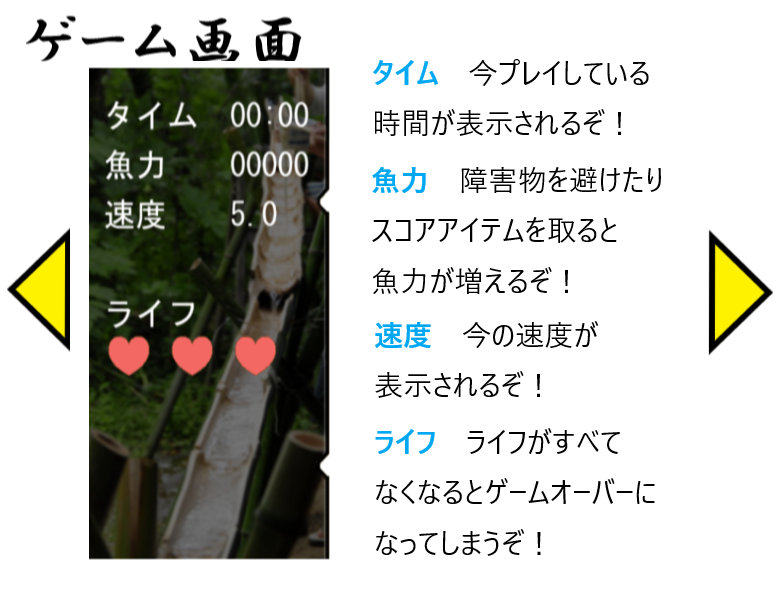 ゲーム画面
タイム 00:00
魚力 00000
速度 5.0
ライフ
タイム 今プレイしている
時間が表示されるぞ！
魚力 障害物を避けたり
スコアアイテムを取ると
魚力が増えるぞ！
速度 今の速度が
表示されるぞ！
ライフ ライフがすべて
なくなるとゲームオーバーに
なってしまうぞ！